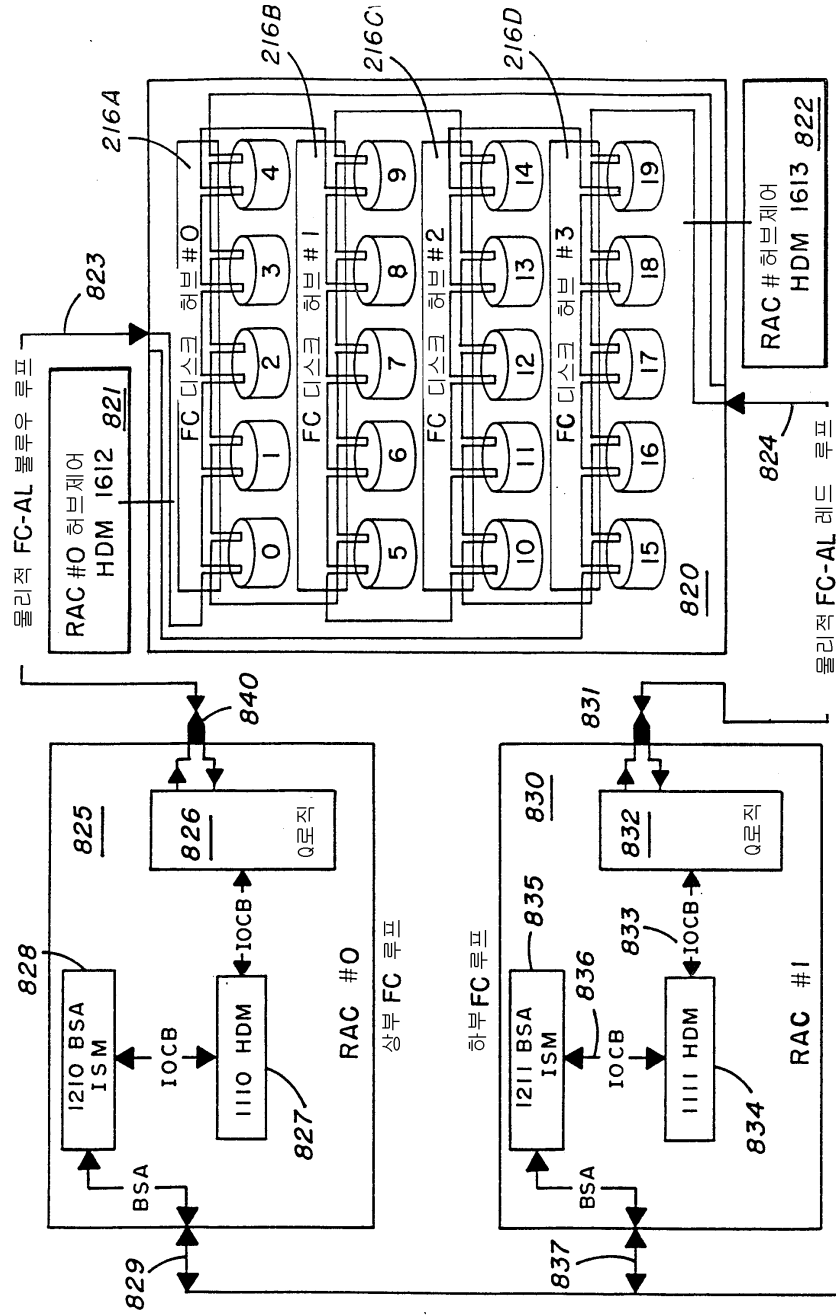 물리적 FC-AL 블루우 루프
823
RAC #0 허브제어
HDM 1612 821
216A
216B
216C
216D
FC 디스크 허브 #0
0 1 2 3 4
FC 디스크 허브 #1
5 6 7 8 9
FC 디스크 허브 #2
10 11 12 13 14
FC 디스크 허브 #3
15 16 17 18 19
820
RAC # 허브제어
HDM 1613 822
824
물리적 FC-AL 레드 루프
840
825
826
Q로직
828
1210 BSA
ISM
IOCB
IOCB
1110 HDM
827
BSA
829
RAC #0
상부 FC 루프
하부 FC 루프
831
830
832
Q로직
835
1211 BSA
ISM
836
IOCB
833
IOCB
1111 HDM
834
BSA
837
RAC #1